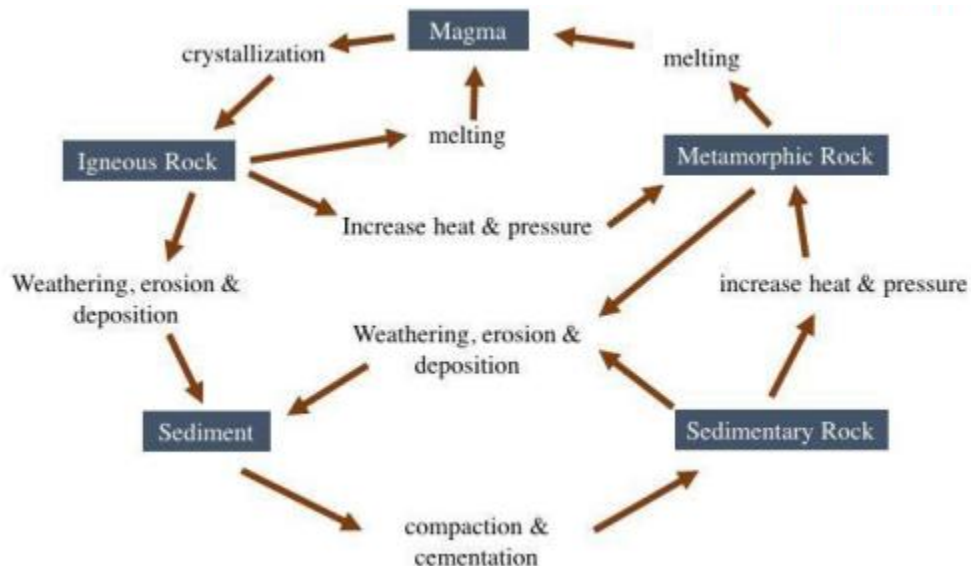 Magma
crystallization
melting
melting
Igneous Rock
Metamorphic Rock
Increase heat & pressure
Weathering, erosion &
deposition
increase heat & pressure
Weathering, erosion &
deposition
Sediment
Sedimentary Rock
compaction &
cementation